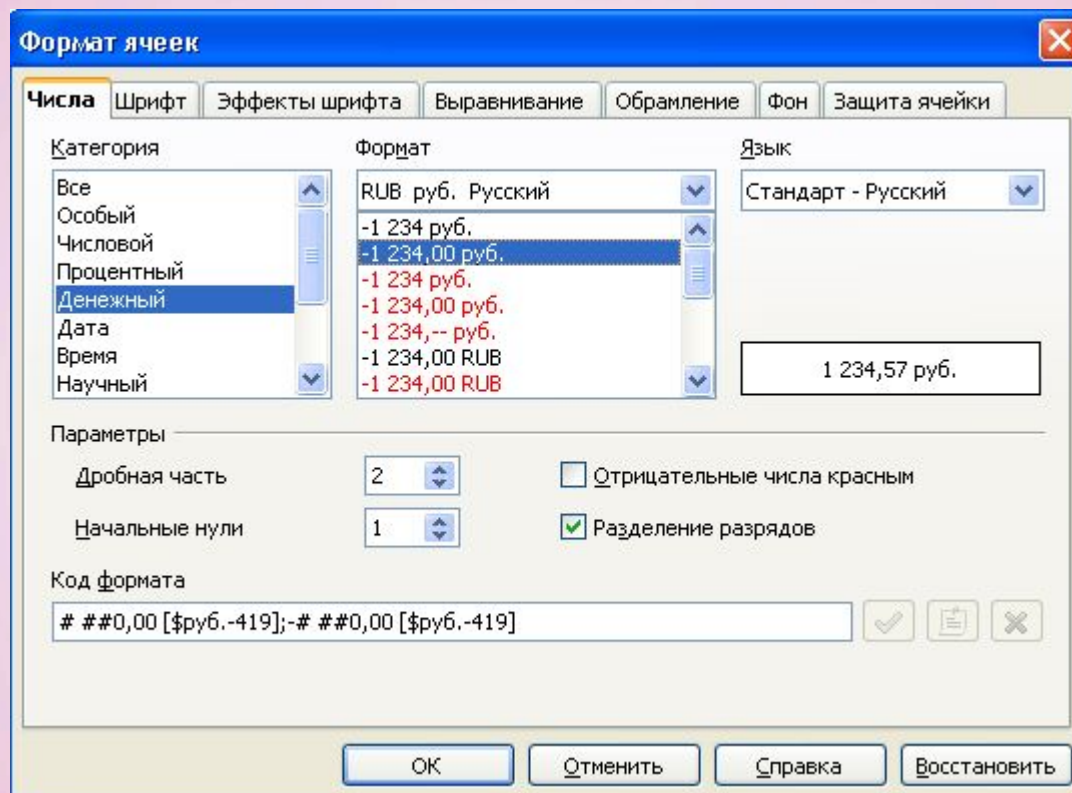 Формат ячеек
Числа Шрифт Эффекты шрифта Выравнивание Обрамление Фон Защита ячейки
Категория Формат Язык
Все
Особый
Числовой
Процентный
Денежный
Дата
Время
Научный
RUB руб. Русский
-1 234 руб.
-1 234,00 руб.
-1 234 руб.
-1 234,00 руб.
-1 234,-- руб.
-1 234,00 RUB
-1 234,00 RUB
Стандарт - Русский
1 234,57 руб.
Параметры
Дробная часть 2 Отрицательные числа красным
Начальные нули 1 Разделение разрядов
Код формата
# ##0,00 [$руб.-419];-# ##0,00 [$руб.-419]
ОК Отменить Справка Восстановить